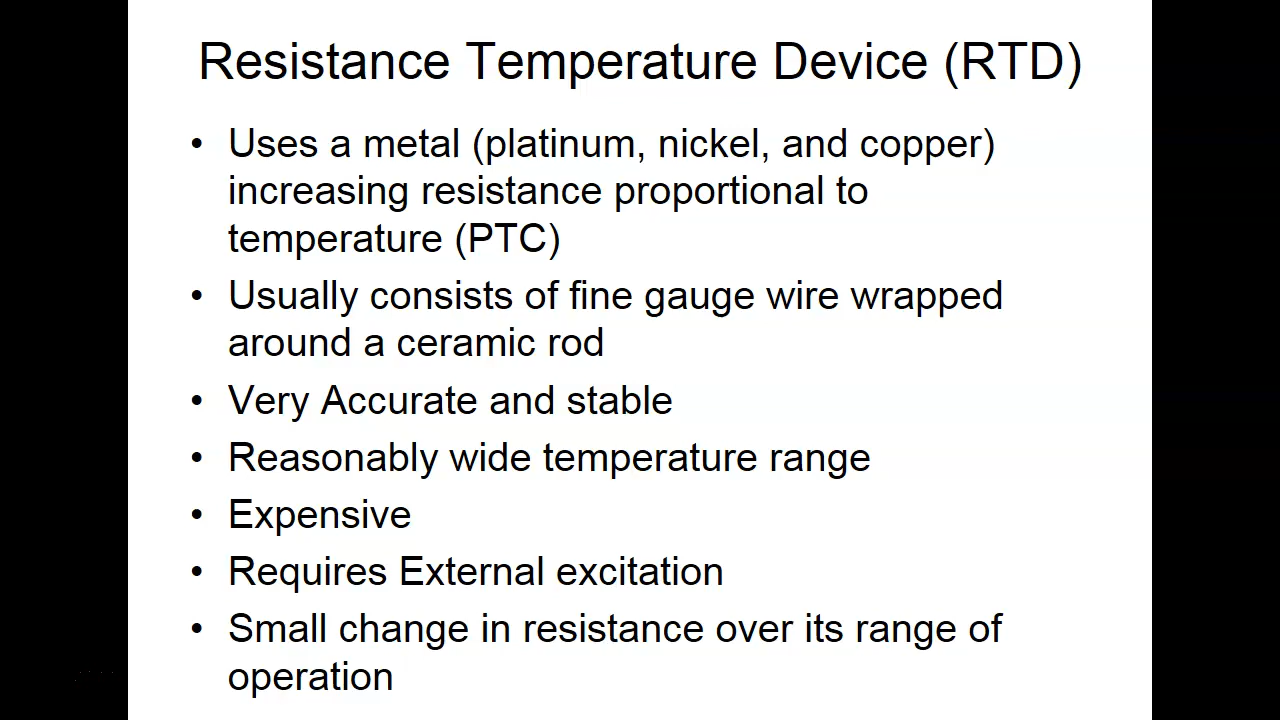 Resistance Temperature Device (RTD)
• Uses a metal (platinum, nickel, and copper)
increasing resistance proportional to
temperature (PTC)
• Usually consists of fine gauge wire wrapped
around a ceramic rod
• Very Accurate and stable
• Reasonably wide temperature range
• Expensive
• Requires External excitation
• Small change in resistance over its range of
operation